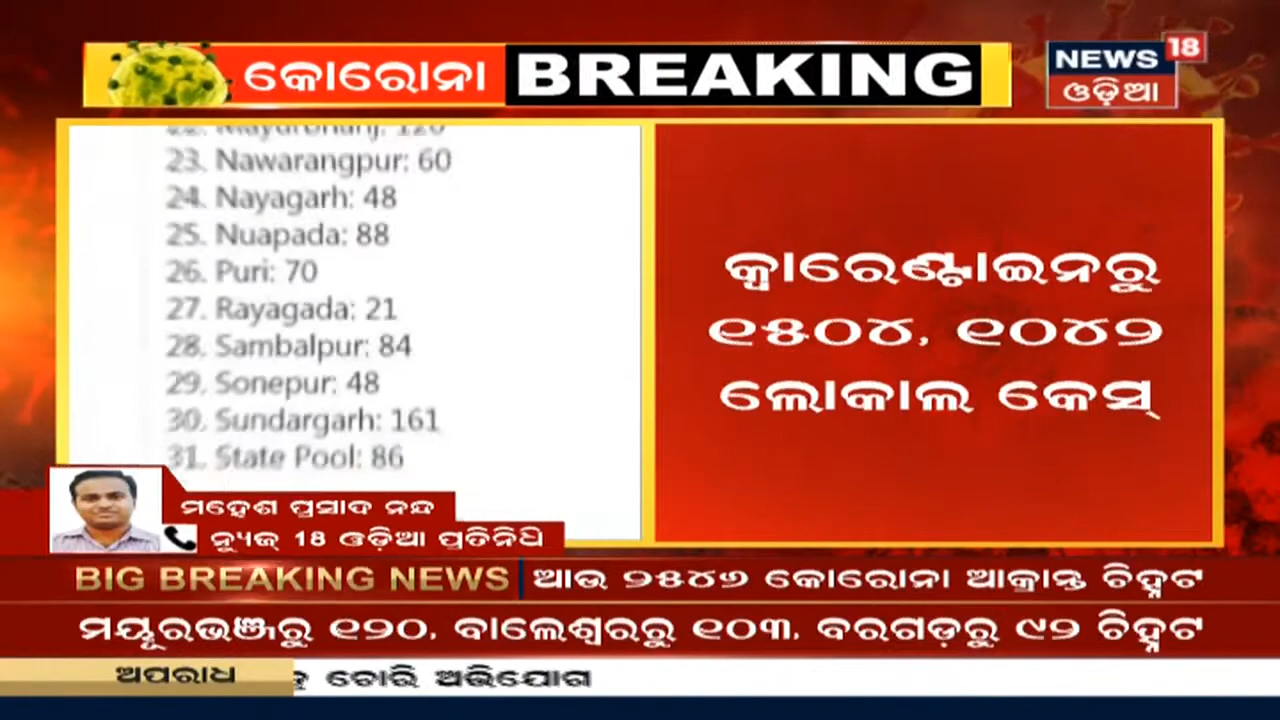 କୋରୋନା BREAKING
NEWS 18
ଓଡ଼ିଆ
22. Mayurbhanj: 120
23. Nawarangpur: 60
24. Nayagarh: 48
25. Nuapada: 88
26. Puri: 70
27. Rayagada: 21
28. Sambalpur: 84
29. Sonepur: 48
30. Sundargarh: 161
31. State Pool: 86
କ୍ୱାରେଣ୍ଟାଇନରୁ
୧୫୦୪, ୧୦୪୨
ଲୋକାଲ କେସ୍
ମହେଶ ପ୍ରସାଦ ନନ୍ଦ
ନ୍ୟୁଜ୍ 18 ଓଡ଼ିଆ ପ୍ରତିନିଧି
BIG BREAKING NEWS ଆଉ ୨୫୪୬ କୋରୋନା ଆକ୍ରାନ୍ତ ଚିହ୍ନଟ
ମୟୂରଭଞ୍ଜରୁ ୧୨୦, ବାଲେଶ୍ୱରରୁ ୧୦୩, ବରଗଡ଼ରୁ ୯୨ ଚିହ୍ନଟ
ଅପରାଧ ଚୋରି ଅଭିଯୋଗ